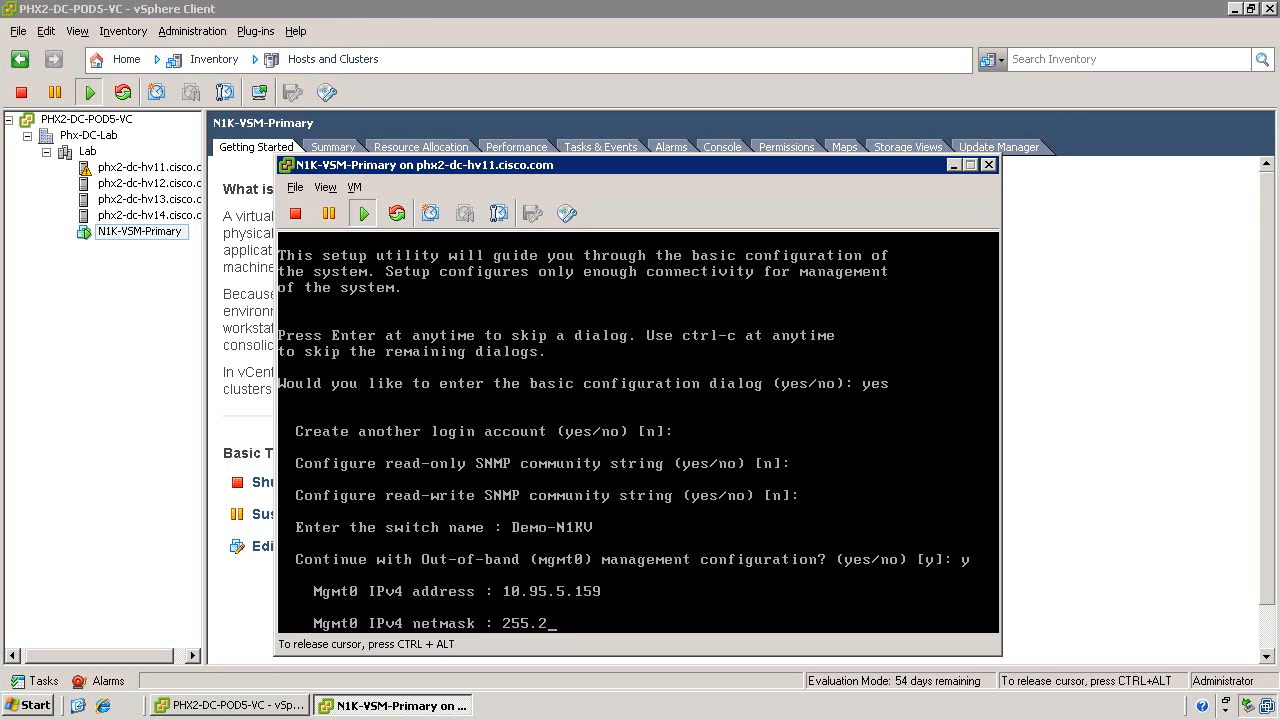 PHX2-DC-POD5-VC - vSphere Client
File Edit View Inventory Administration Plug-ins Help
Home Inventory Hosts and Clusters Search Inventory
PHX2-DC-POD5-VC
Phx-DC-Lab
Lab
phx2-dc-hv11.cisco.c
phx2-dc-hv12.cisco.c
phx2-dc-hv13.cisco.c
phx2-dc-hv14.cisco.c
N1K-VSM-Primary
N1K-VSM-Primary
Getting Started Summary Resource Allocation Performance Tasks & Events Alarms Console Permissions Maps Storage Views Update Manager
What is
A virtual
physical
applicat
machine
Because
environ
workstat
consolid
In vCent
clusters
Basic T
Shu
Sus
Edi
N1K-VSM-Primary on phx2-dc-hv11.cisco.com
File View VM
This setup utility will guide you through the basic configuration of
the system. Setup configures only enough connectivity for management
of the system.
Press Enter at anytime to skip a dialog. Use ctrl-c at anytime
to skip the remaining dialogs.
Would you like to enter the basic configuration dialog (yes/no): yes
Create another login account (yes/no) [n]:
Configure read-only SNMP community string (yes/no) [n]:
Configure read-write SNMP community string (yes/no) [n]:
Enter the switch name : Demo-N1KV
Continue with Out-of-band (mgmt0) management configuration? (yes/no) [y]: y
Mgmt0 IPv4 address : 10.95.5.159
Mgmt0 IPv4 netmask : 255.2_
To release cursor, press CTRL + ALT
Tasks Alarms Evaluation Mode: 54 days remaining To release cursor, press CTRL+ALT Administrator
Start PHX2-DC-POD5-VC - vSp... N1K-VSM-Primary on ...